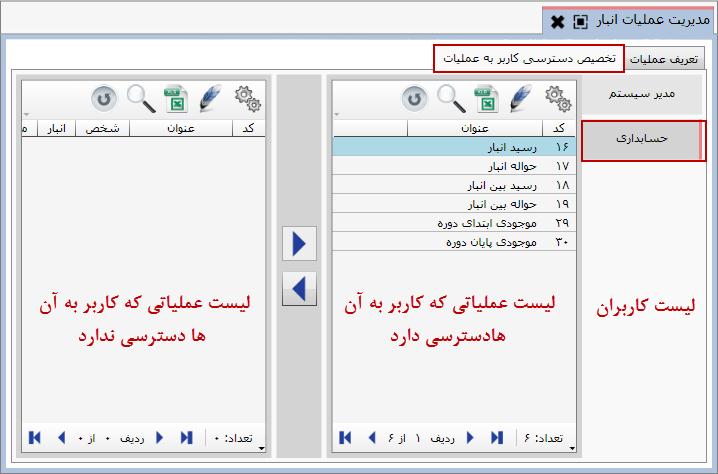 مدیریت عملیات انبار
تعریف عملیات
تخصیص دسترسی کاربر به عملیات
مدیر سیستم
حسابداری
لیست کاربران
کد عنوان
۱۶ رسید انبار
۱۷ حواله انبار
۱۸ رسید بین انبار
۱۹ حواله بین انبار
۲۹ موجودی ابتدای دوره
۳۰ موجودی پایان دوره
لیست عملیاتی که کاربر به آن
هادسترسی دارد
تعداد: ۶ ردیف ۱ از ۶
کد عنوان شخص انبار م
لیست عملیاتی که کاربر به آن
ها دسترسی ندارد
تعداد: ۰ ردیف ۰ از ۰